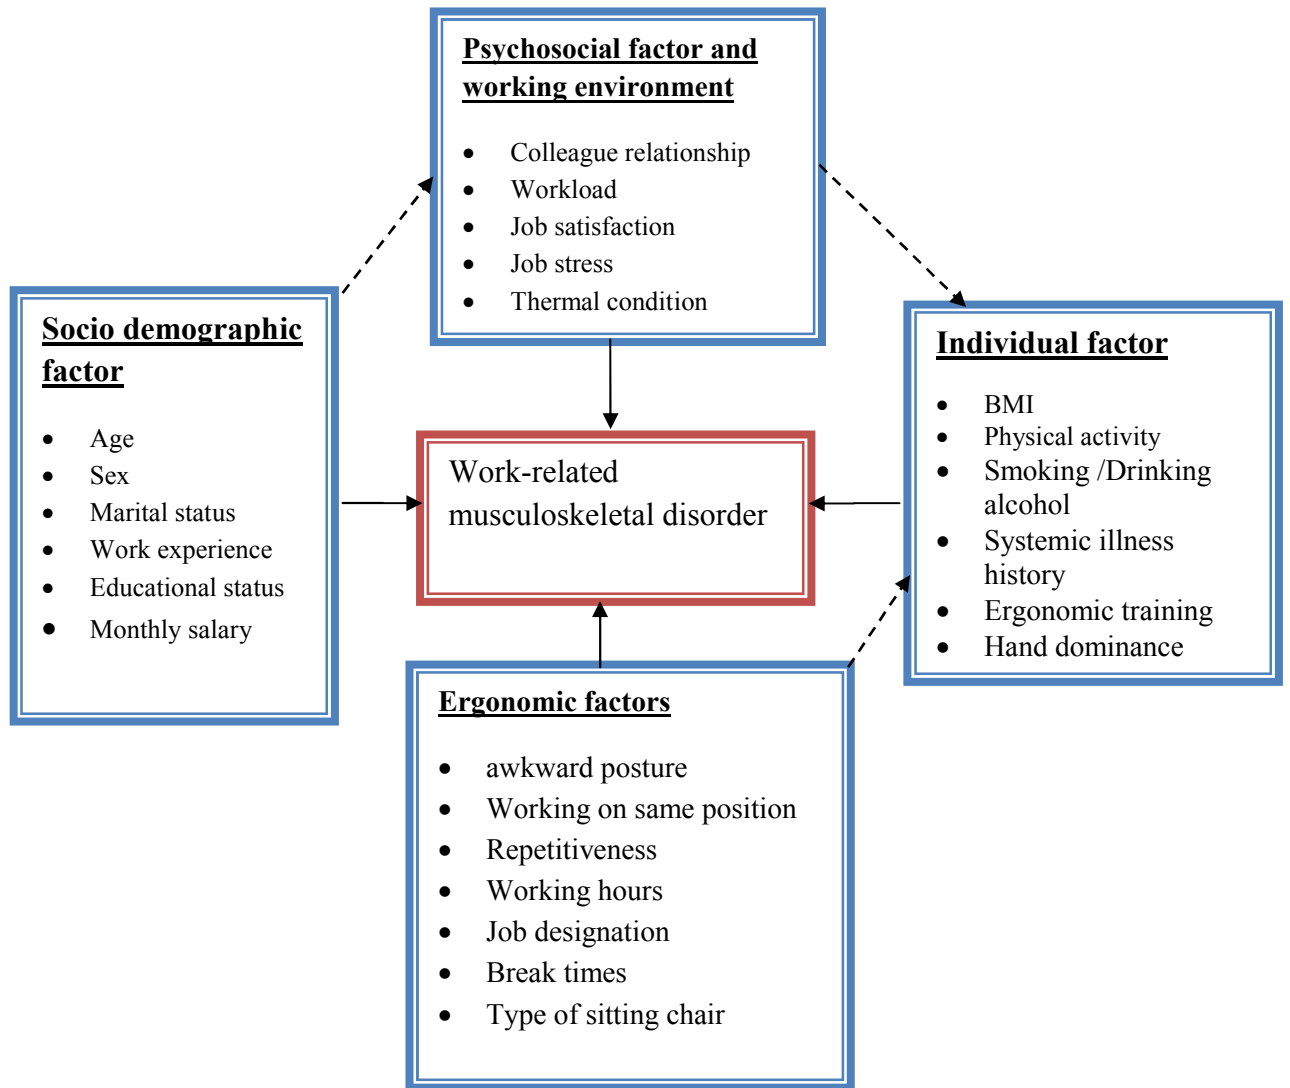 Psychosocial factor and
working environment
• Colleague relationship
• Workload
• Job satisfaction
• Job stress
• Thermal condition
Socio demographic
factor
• Age
• Sex
• Marital status
• Work experience
• Educational status
• Monthly salary
Work-related
musculoskeletal disorder
Individual factor
• BMI
• Physical activity
• Smoking /Drinking
alcohol
• Systemic illness
history
• Ergonomic training
• Hand dominance
Ergonomic factors
• awkward posture
• Working on same position
• Repetitiveness
• Working hours
• Job designation
• Break times
• Type of sitting chair